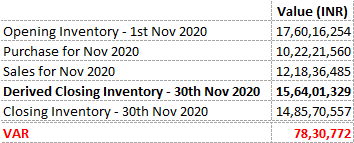 Value (INR)
Opening Inventory - 1st Nov 2020 17,60,16,254
Purchase for Nov 2020 10,22,21,560
Sales for Nov 2020 12,18,36,485
Derived Closing Inventory - 30th Nov 2020 15,64,01,329
Closing Inventory - 30th Nov 2020 14,85,70,557
VAR 78,30,772